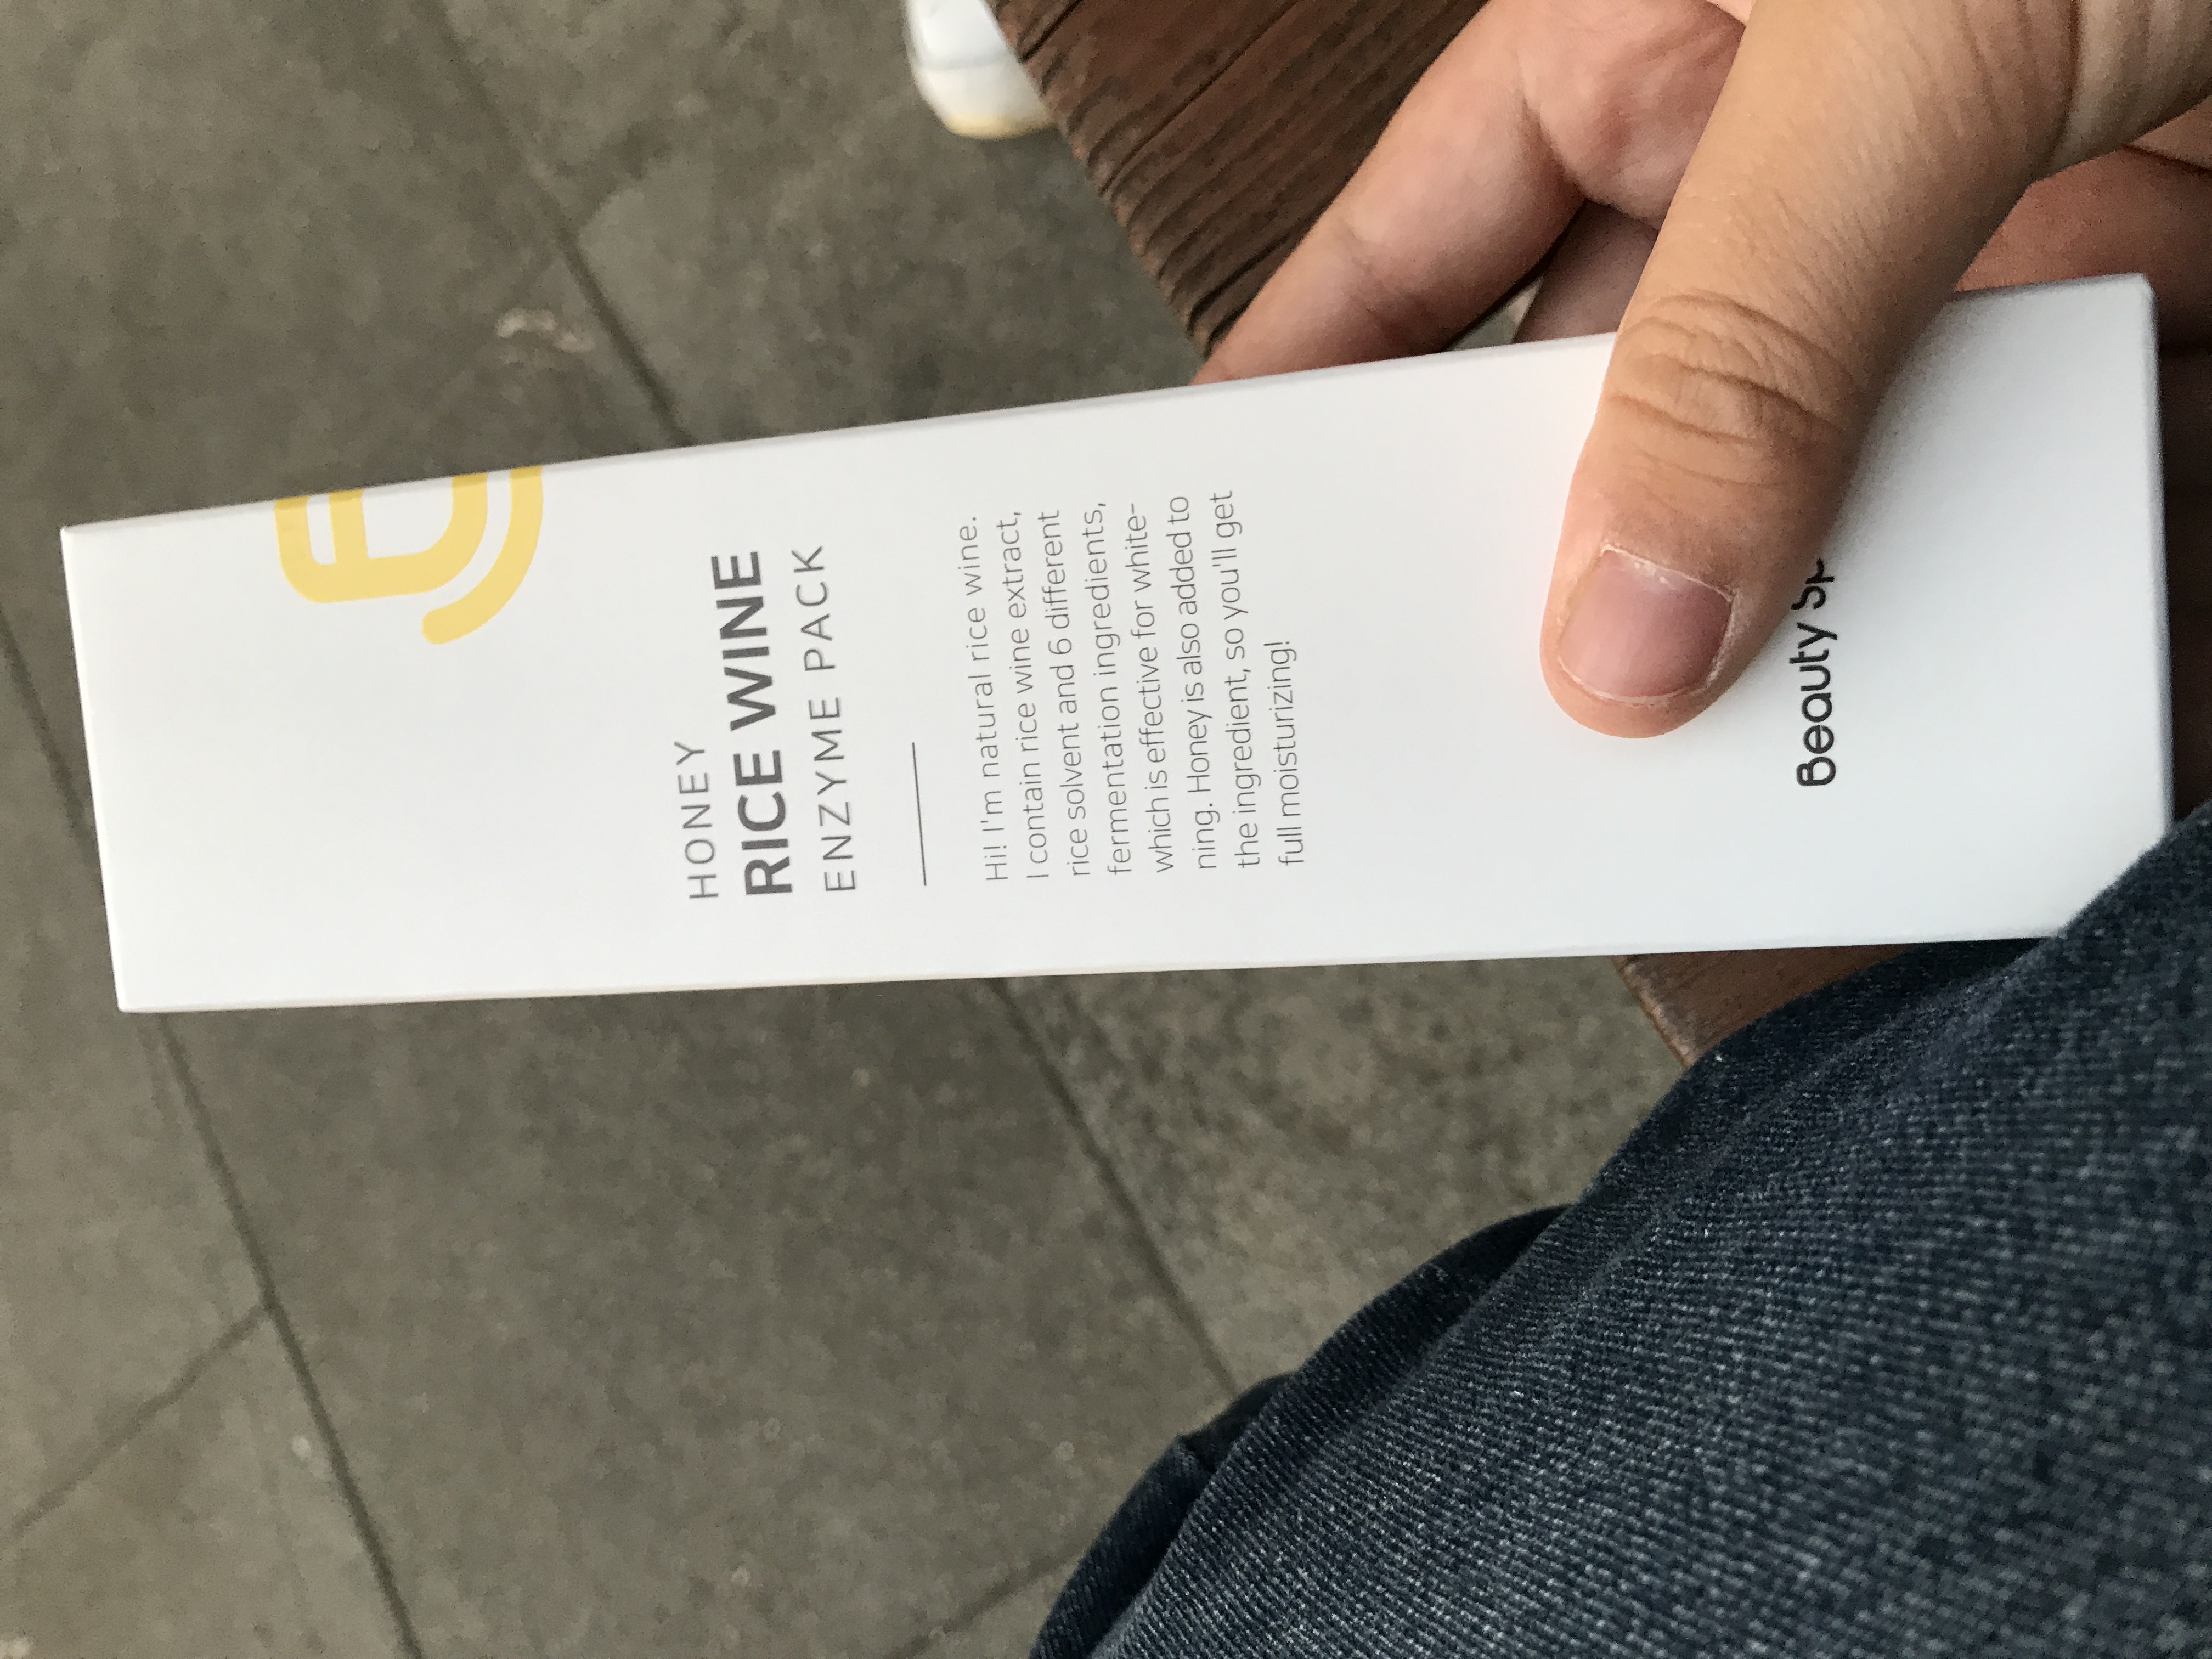 HONEY
RICE WINE
ENZYME PACK
Hi! I'm natural rice wine.
I contain rice wine extract,
rice solvent and 6 different
fermentation ingredients,
which is effective for white-
ning. Honey is also added to
the ingredient, so you'll get
full moisturizing!
Beauty